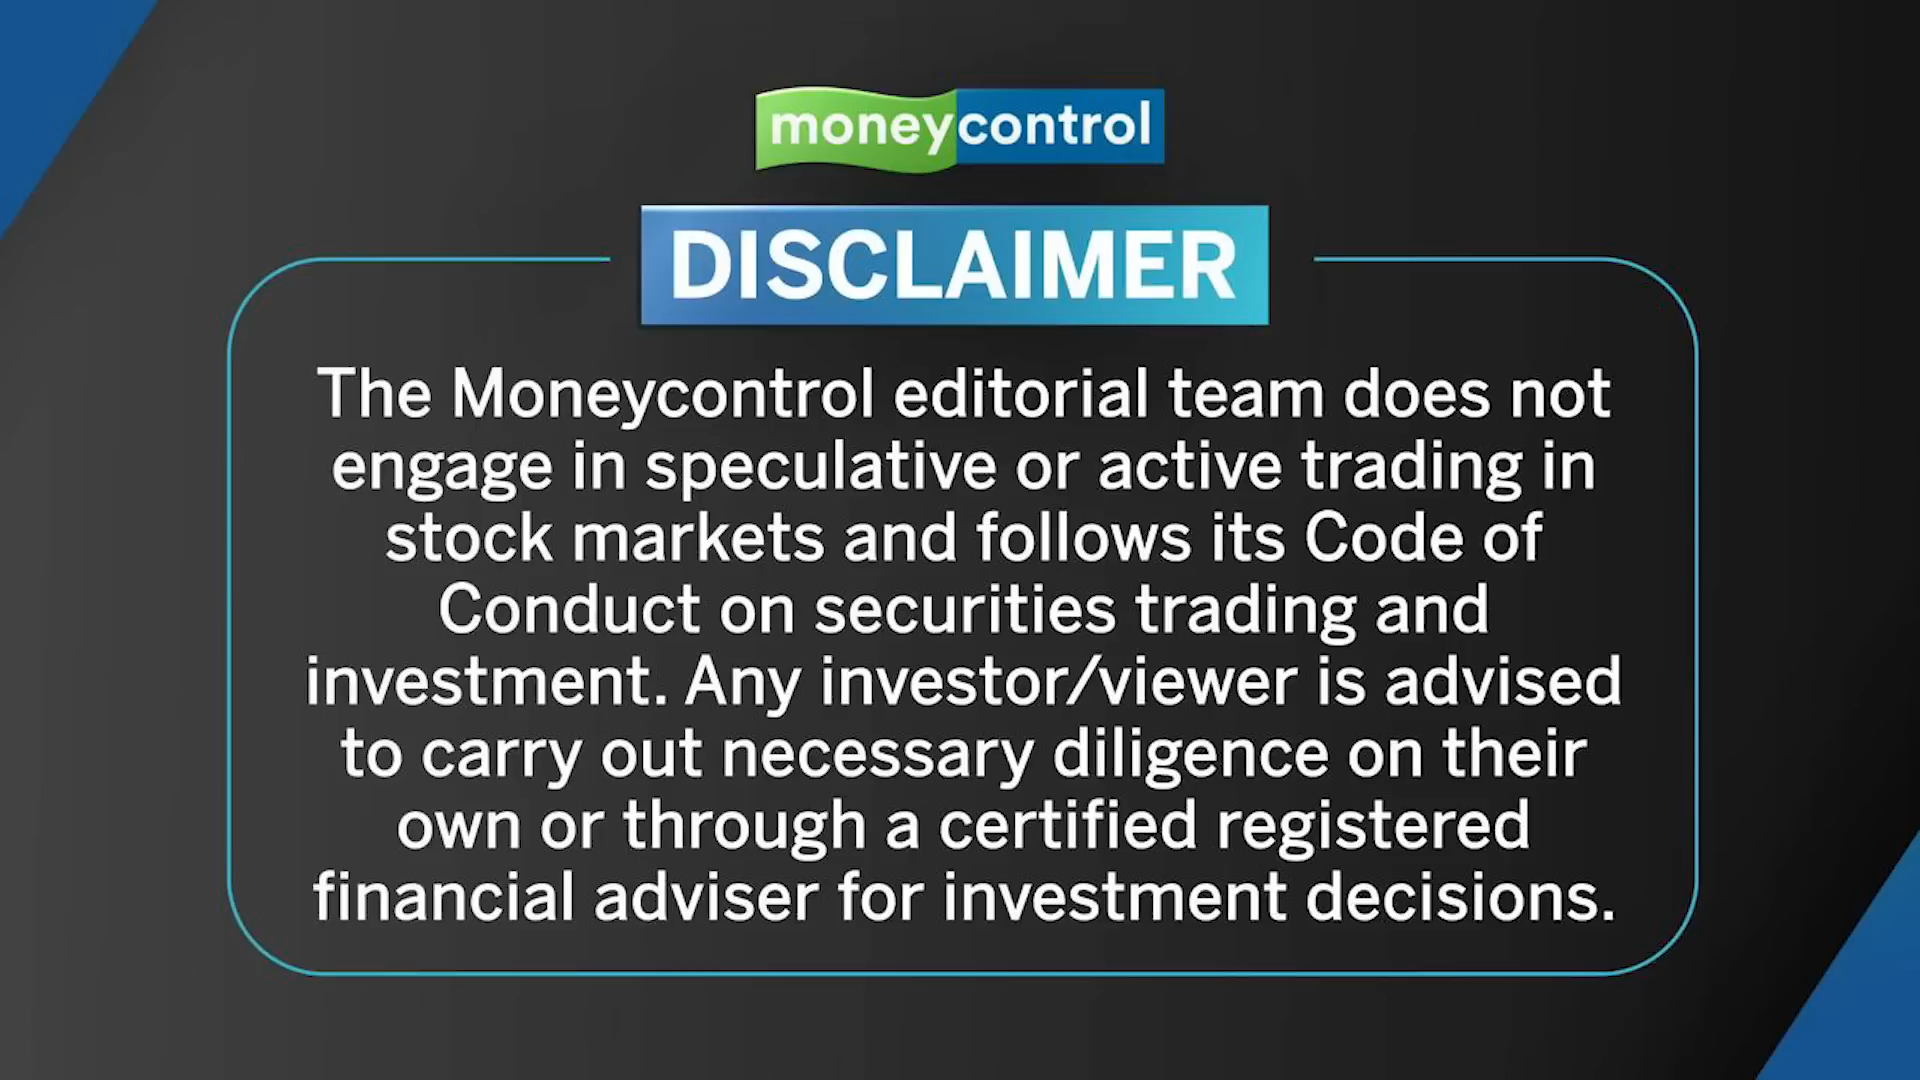 moneycontrol
DISCLAIMER
The Moneycontrol editorial team does not
engage in speculative or active trading in
stock markets and follows its Code of
Conduct on securities trading and
investment. Any investor/viewer is advised
to carry out necessary diligence on their
own or through a certified registered
financial adviser for investment decisions.